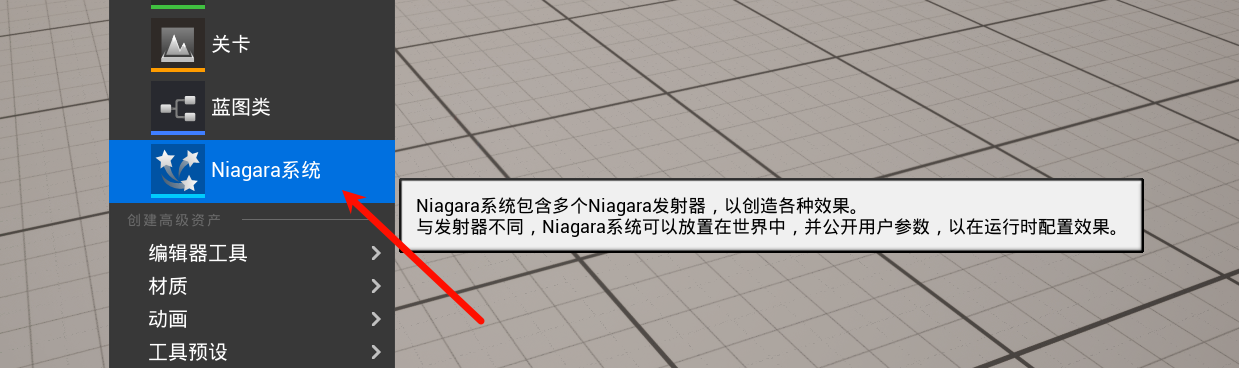 关卡
蓝图类
Niagara系统
Niagara系统包含多个Niagara发射器，以创造各种效果。
与发射器不同，Niagara系统可以放置在世界中，并公开用户参数，以在运行时配置效果。
创建高级资产
编辑器工具
材质
动画
工具预设